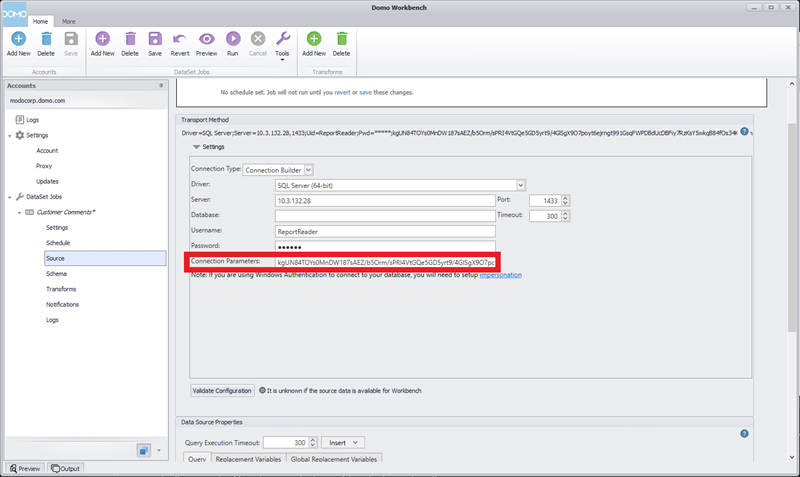 DOMO
Domo Workbench
Home More
Add New Delete Save Add New Delete Save Revert Preview Run Cancel Tools Add New Delete
Accounts DataSet Jobs Transforms
Accounts
modocorp.domo.com
Logs
Settings
Account
Proxy
Updates
DataSet Jobs
Customer Comments*
Settings
Schedule
Source
Schema
Transforms
Notifications
Logs
No schedule set. Job will not run until you revert or save these changes.
Transport Method
Driver=SQL Server;Server=10.3.132.28,1433;Uid=ReportReader;Pwd=*****;
Settings
Connection Type: Connection Builder
Driver: SQL Server (64-bit)
Server: 10.3.132.28 Port: 1433
Database: Timeout: 300
Username: ReportReader
Password: ••••••
Connection Parameters: kgUN84TOYs0MnDW187sAEZ/b5Orm/sPRI4VtGQe5GD5yrt9/4GlSgX9O7po
Note: If you are using Windows Authentication to connect to your database, you will need to setup impersonation
Validate Configuration It is unknown if the source data is available for Workbench
Data Source Properties
Query Execution Timeout: 300 Insert
Query Replacement Variables Global Replacement Variables
Preview Output